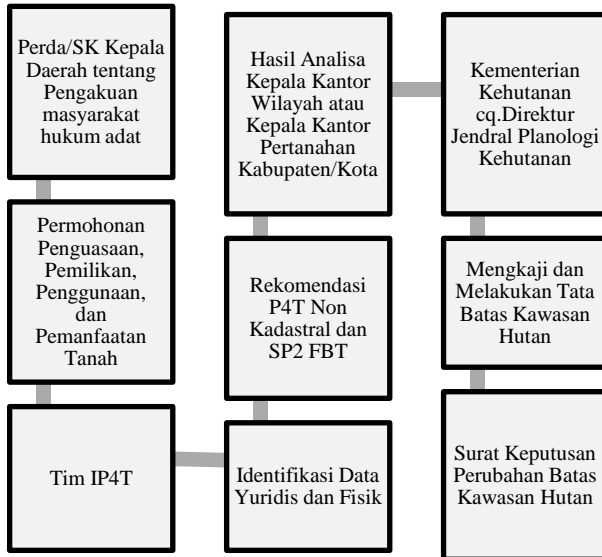 Perda/SK Kepala
Daerah tentang
Pengakuan
masyarakat
hukum adat
Permohonan
Penguasaan,
Pemilikan,
Penggunaan,
dan
Pemanfaatan
Tanah
Tim IP4T
Identifikasi Data
Yuridis dan Fisik
Rekomendasi
P4T Non
Kadastral dan
SP2 FBT
Hasil Analisa
Kepala Kantor
Wilayah atau
Kepala Kantor
Pertanahan
Kabupaten/Kota
Kementerian
Kehutanan
cq.Direktur
Jendral Planologi
Kehutanan
Mengkaji dan
Melakukan Tata
Batas Kawasan
Hutan
Surat Keputusan
Perubahan Batas
Kawasan Hutan